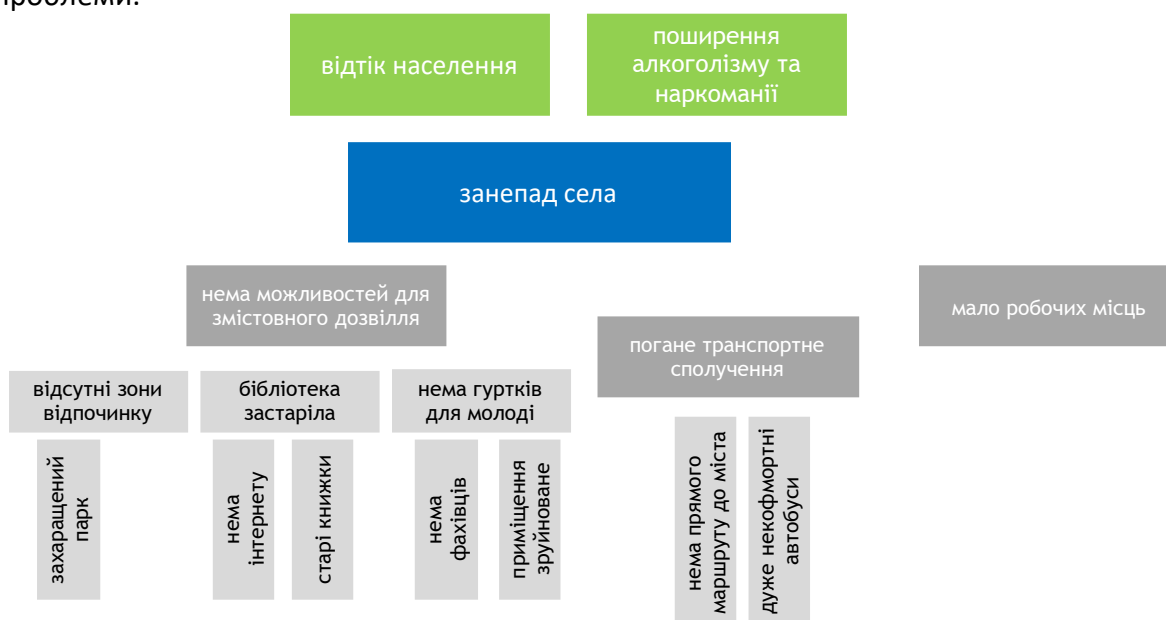 проблеми.
відтік населення
поширення
алкоголізму та
наркоманії
занепад села
нема можливостей для
змістовного дозвілля
мало робочих місць
погане транспортне
сполучення
відсутні зони
відпочинку
бібліотека
застаріла
нема гуртків
для молоді
захаращений
парк
нема
інтернету
старі книжки
нема
фахівців
приміщення
зруйноване
нема прямого
маршруту до міста
дуже некофмортні
автобуси